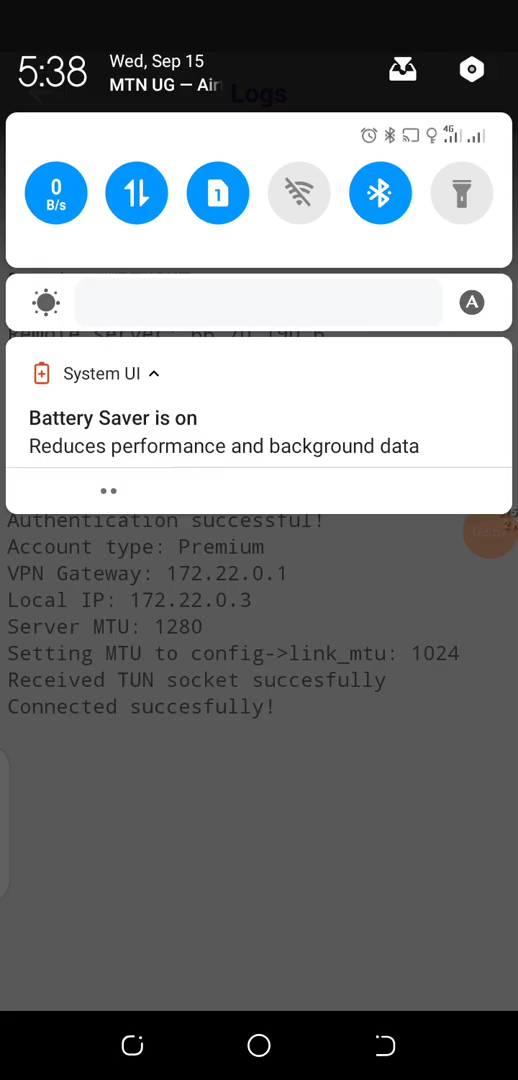 5:38
Wed, Sep 15
MTN UG — Air
Logs
4G
0
B/s
1
A
System UI
Battery Saver is on
Reduces performance and background data
Authentication successful!
Account type: Premium
VPN Gateway: 172.22.0.1
Local IP: 172.22.0.3
Server MTU: 1280
Setting MTU to config->link_mtu: 1024
Received TUN socket succesfully
Connected succesfully!